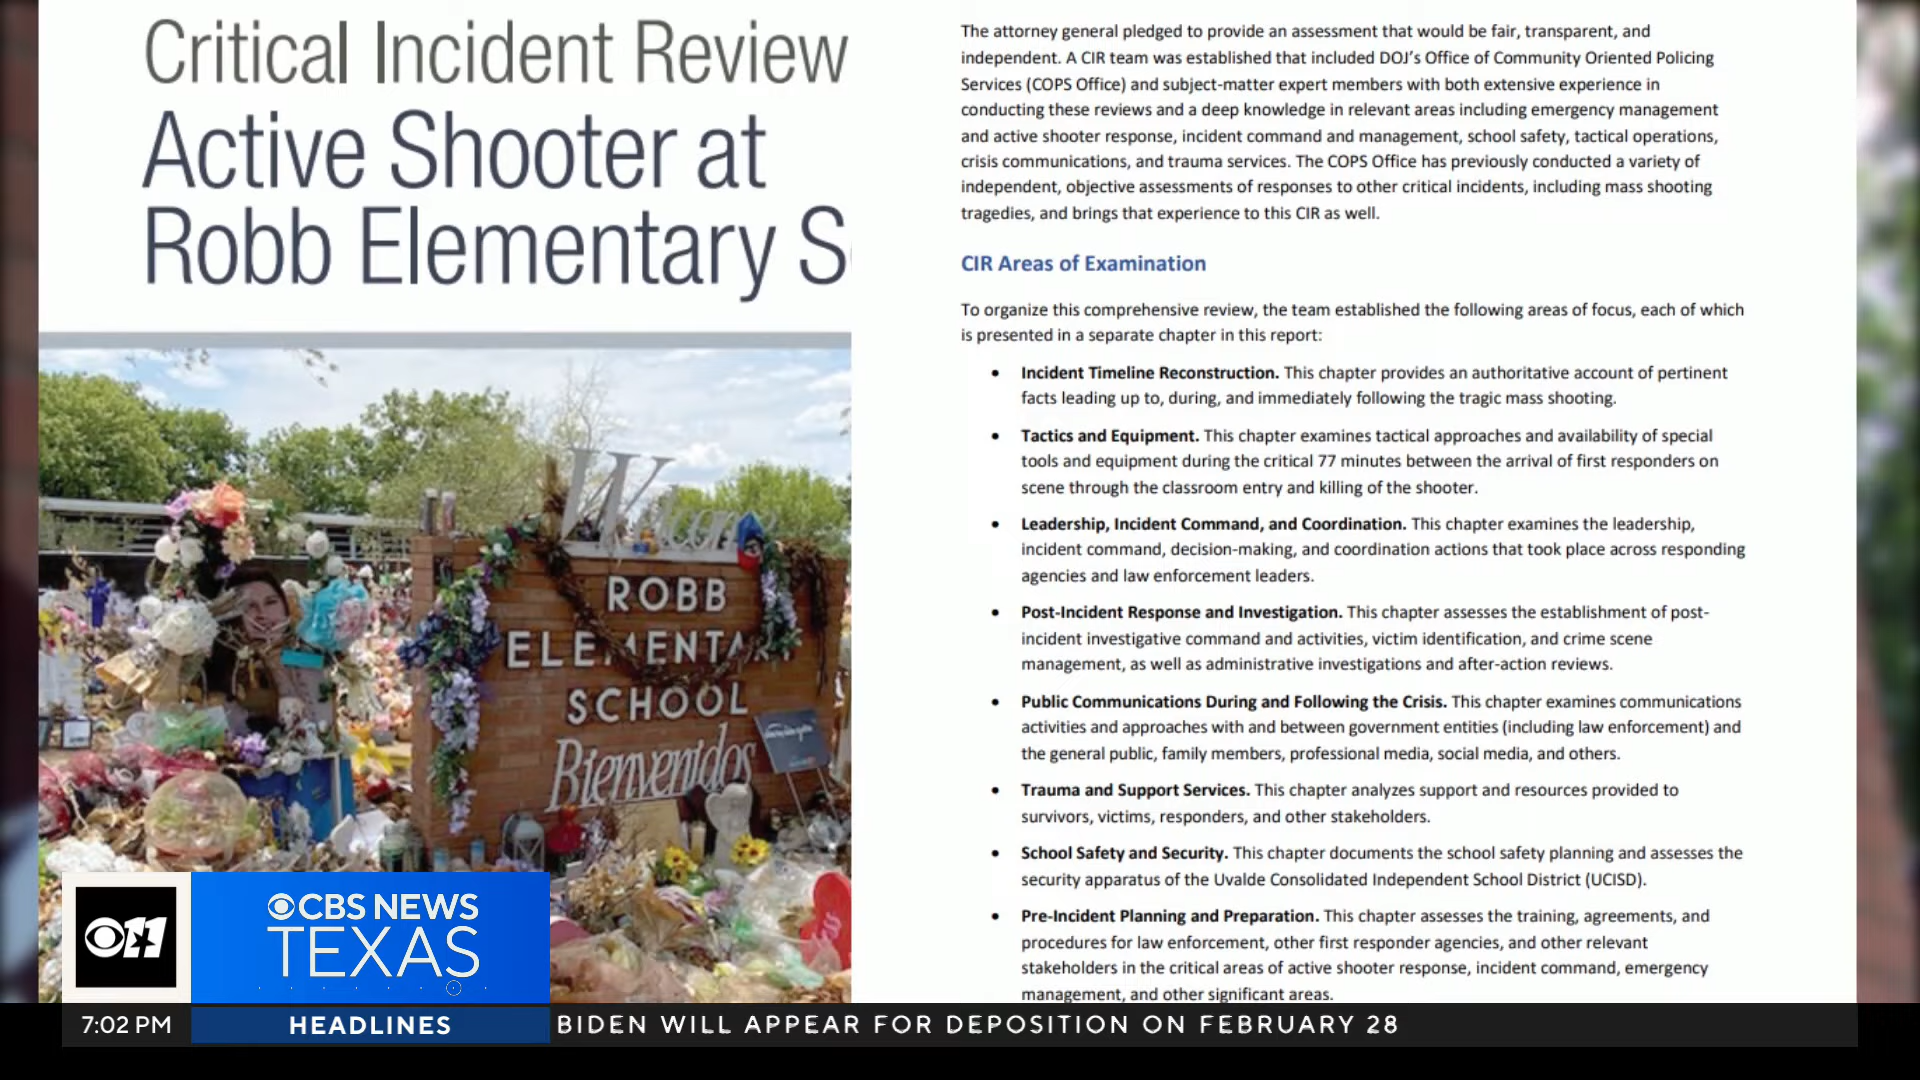 Critical Incident Review
Active Shooter at
Robb Elementary S
ROBB
ELEMENTARY
SCHOOL
Bienvenidos
The attorney general pledged to provide an assessment that would be fair, transparent, and
independent. A CIR team was established that included DOJ's Office of Community Oriented Policing
Services (COPS Office) and subject-matter expert members with both extensive experience in
conducting these reviews and a deep knowledge in relevant areas including emergency management
and active shooter response, incident command and management, school safety, tactical operations,
crisis communications, and trauma services. The COPS Office has previously conducted a variety of
independent, objective assessments of responses to other critical incidents, including mass shooting
tragedies, and brings that experience to this CIR as well.
CIR Areas of Examination
To organize this comprehensive review, the team established the following areas of focus, each of which
is presented in a separate chapter in this report:
• Incident Timeline Reconstruction. This chapter provides an authoritative account of pertinent
facts leading up to, during, and immediately following the tragic mass shooting.
• Tactics and Equipment. This chapter examines tactical approaches and availability of special
tools and equipment during the critical 77 minutes between the arrival of first responders on
scene through the classroom entry and killing of the shooter.
• Leadership, Incident Command, and Coordination. This chapter examines the leadership,
incident command, decision-making, and coordination actions that took place across responding
agencies and law enforcement leaders.
• Post-Incident Response and Investigation. This chapter assesses the establishment of post-
incident investigative command and activities, victim identification, and crime scene
management, as well as administrative investigations and after-action reviews.
• Public Communications During and Following the Crisis. This chapter examines communications
activities and approaches with and between government entities (including law enforcement) and
the general public, family members, professional media, social media, and others.
• Trauma and Support Services. This chapter analyzes support and resources provided to
survivors, victims, responders, and other stakeholders.
• School Safety and Security. This chapter documents the school safety planning and assesses the
security apparatus of the Uvalde Consolidated Independent School District (UCISD).
• Pre-Incident Planning and Preparation. This chapter assesses the training, agreements, and
procedures for law enforcement, other first responder agencies, and other relevant
stakeholders in the critical areas of active shooter response, incident command, emergency
management, and other significant areas.
11
CBS NEWS
TEXAS
7:02 PM
HEADLINES
BIDEN WILL APPEAR FOR DEPOSITION ON FEBRUARY 28